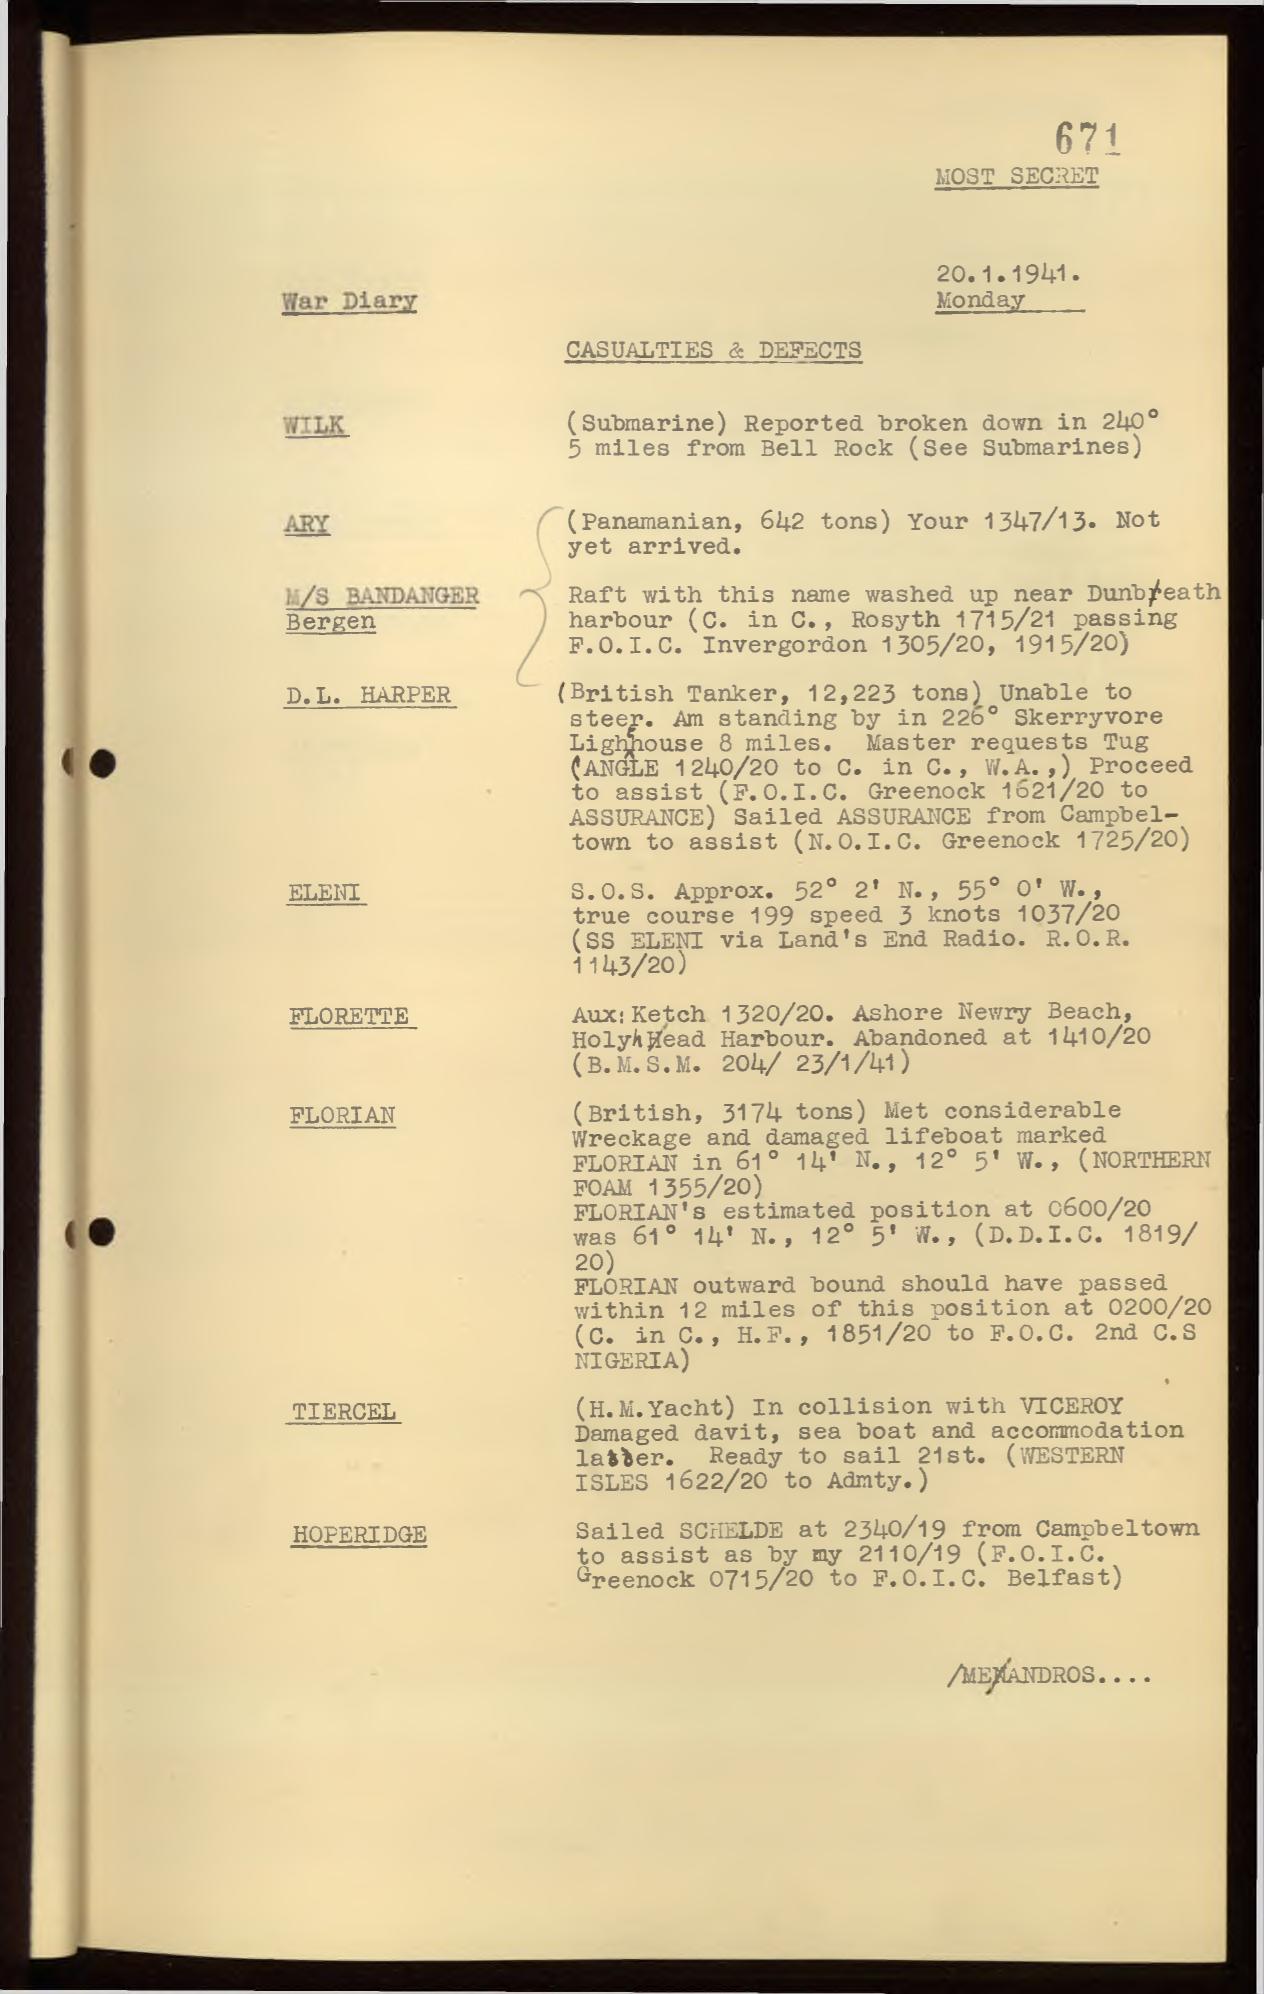 671
MOST SECRET
20.1.1941.
War Diary Monday
CASUALTIES & DEFECTS
WILK (Submarine) Reported broken down in 240°
5 miles from Bell Rock (See Submarines)
ARY (Panamanian, 642 tons) Your 1347/13. Not
yet arrived.
M/S BANDANGER Raft with this name washed up near Dunbeath
Bergen harbour (C. in C., Rosyth 1715/21 passing
F.O.I.C. Invergordon 1305/20, 1915/20)
D.L. HARPER (British Tanker, 12,223 tons) Unable to
steer. Am standing by in 226° Skerryvore
Lighthouse 8 miles. Master requests Tug
(ANGLE 1240/20 to C. in C., W.A.,) Proceed
to assist (F.O.I.C. Greenock 1621/20 to
ASSURANCE) Sailed ASSURANCE from Campbel-
town to assist (N.O.I.C. Greenock 1725/20)
ELENI S.O.S. Approx. 52° 2' N., 55° 0' W.,
true course 199 speed 3 knots 1037/20
(SS ELENI via Land's End Radio. R.O.R.
1143/20)
FLORETTE Aux: Ketch 1320/20. Ashore Newry Beach,
Holyhead Harbour. Abandoned at 1410/20
(B.M.S.M. 204/ 23/1/41)
FLORIAN (British, 3174 tons) Met considerable
Wreckage and damaged lifeboat marked
FLORIAN in 61° 14' N., 12° 5' W., (NORTHERN
FOAM 1355/20)
FLORIAN's estimated position at 0600/20
was 61° 14' N., 12° 5' W., (D.D.I.C. 1819/
20)
FLORIAN outward bound should have passed
within 12 miles of this position at 0200/20
(C. in C., H.F., 1851/20 to F.O.C. 2nd C.S
NIGERIA)
TIERCEL (H.M.Yacht) In collision with VICEROY
Damaged davit, sea boat and accommodation
ladder. Ready to sail 21st. (WESTERN
ISLES 1622/20 to Admty.)
HOPERIDGE Sailed SCHELDE at 2340/19 from Campbeltown
to assist as by my 2110/19 (F.O.I.C.
Greenock 0715/20 to F.O.I.C. Belfast)
/MENANDROS....